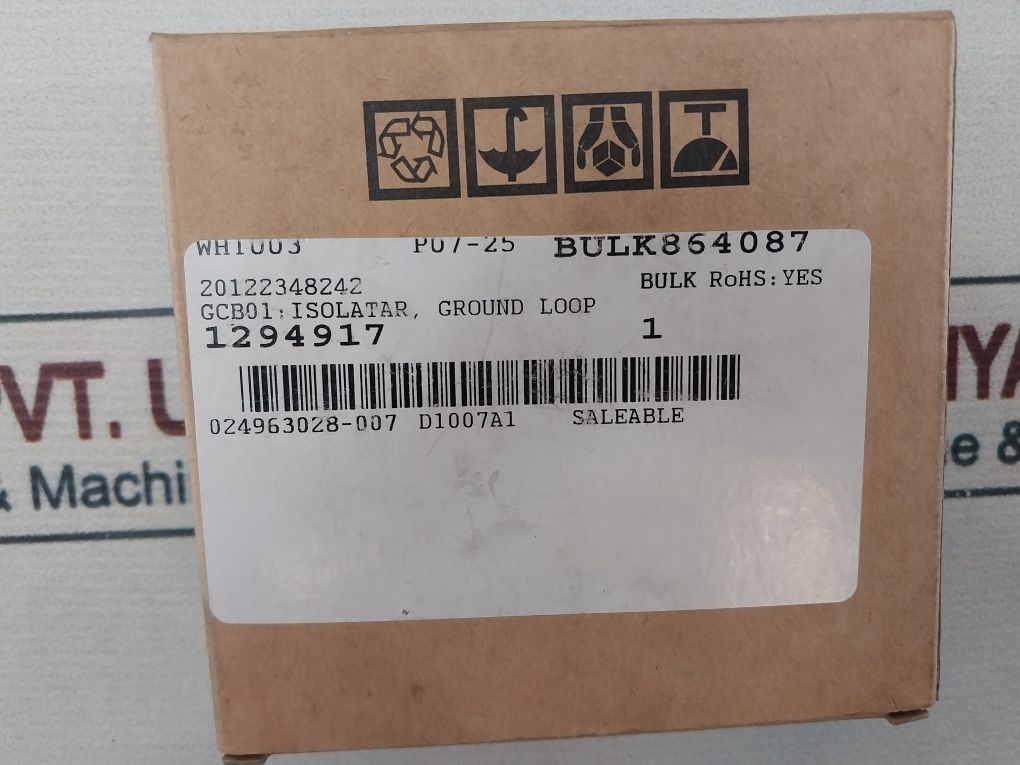 WH1003 P07-25 BULK864087
20122348242 BULK RoHS:YES
GCB01:ISOLATAR, GROUND LOOP
1294917 1
024963028-007 D1007A1 SALEABLE
PVT. U
& Machi
e &